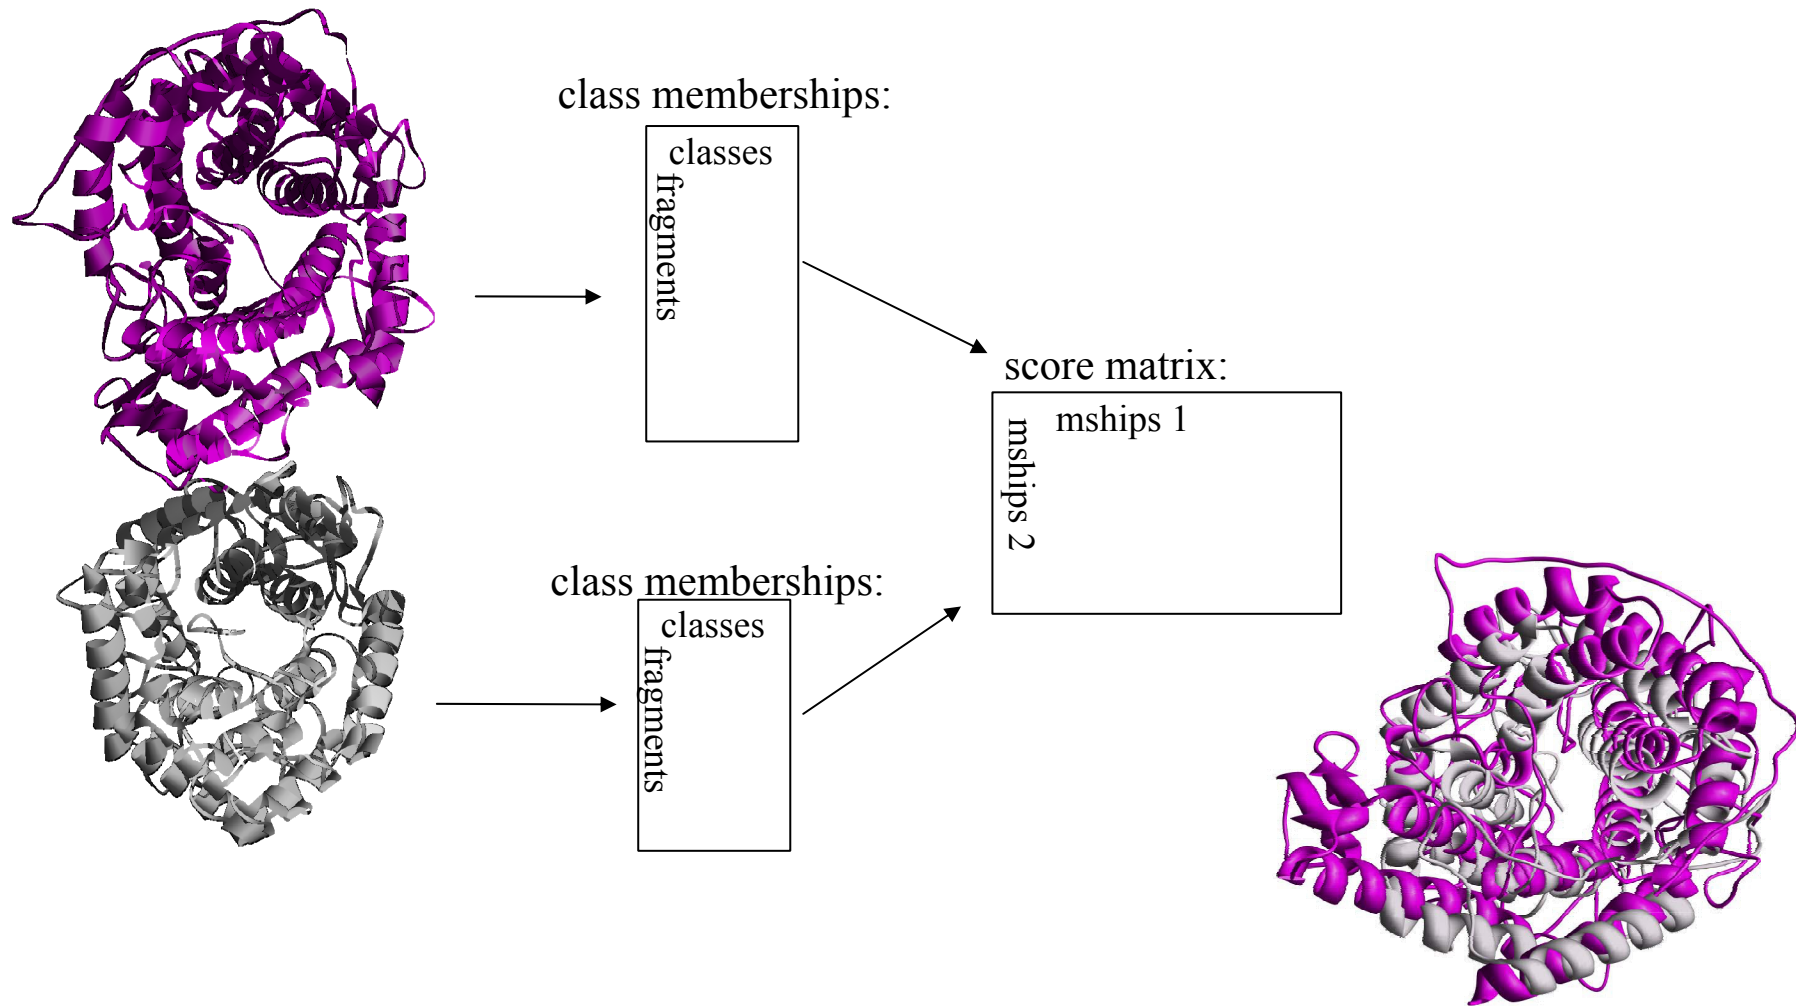 class memberships:
classes
fragments
score matrix:
mships 1
mships 2
class memberships:
classes
fragments